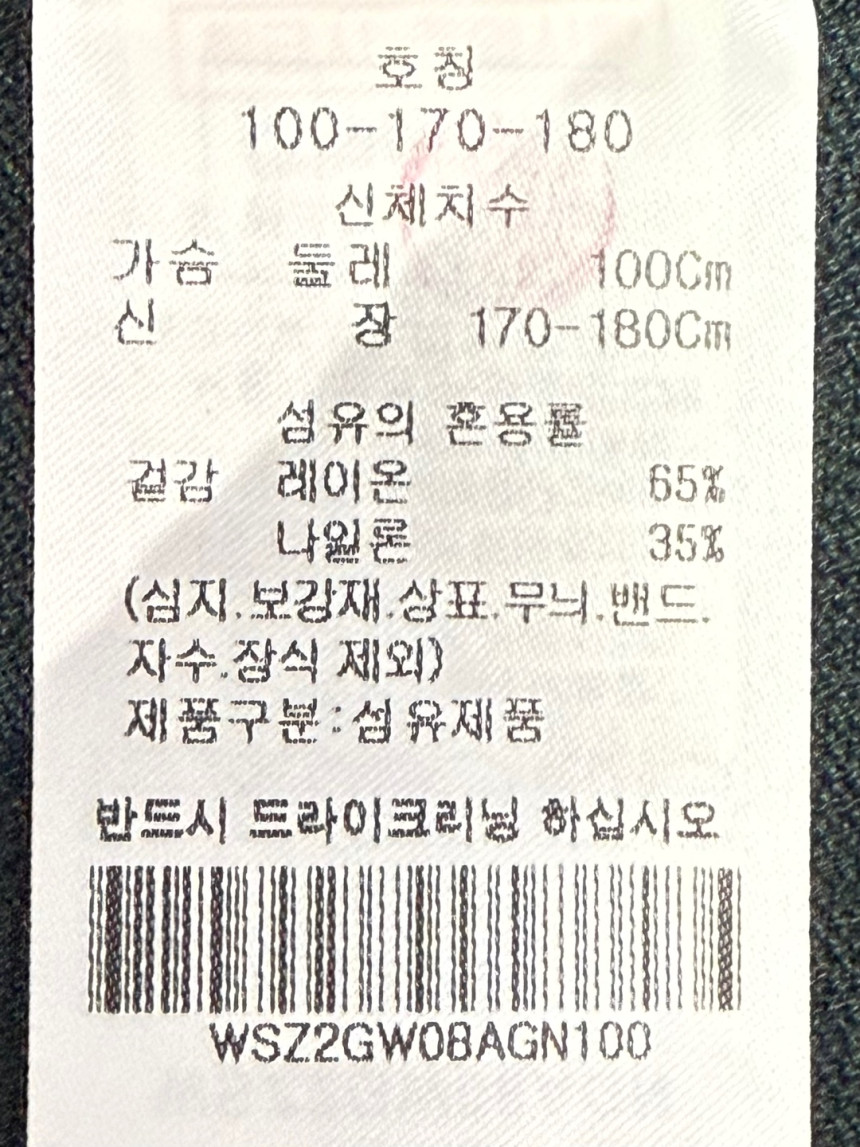 호칭
100-170-180
신체치수
가슴 둘레 100Cm
신 장 170-180Cm
섬유의 혼용률
겉감 레이온 65%
나일론 35%
(심지.보강재.상표.무늬.밴드.
자수.장식 제외)
제품구분:섬유제품
반드시 드라이크리닝 하십시오
WSZ2GW08AGN100